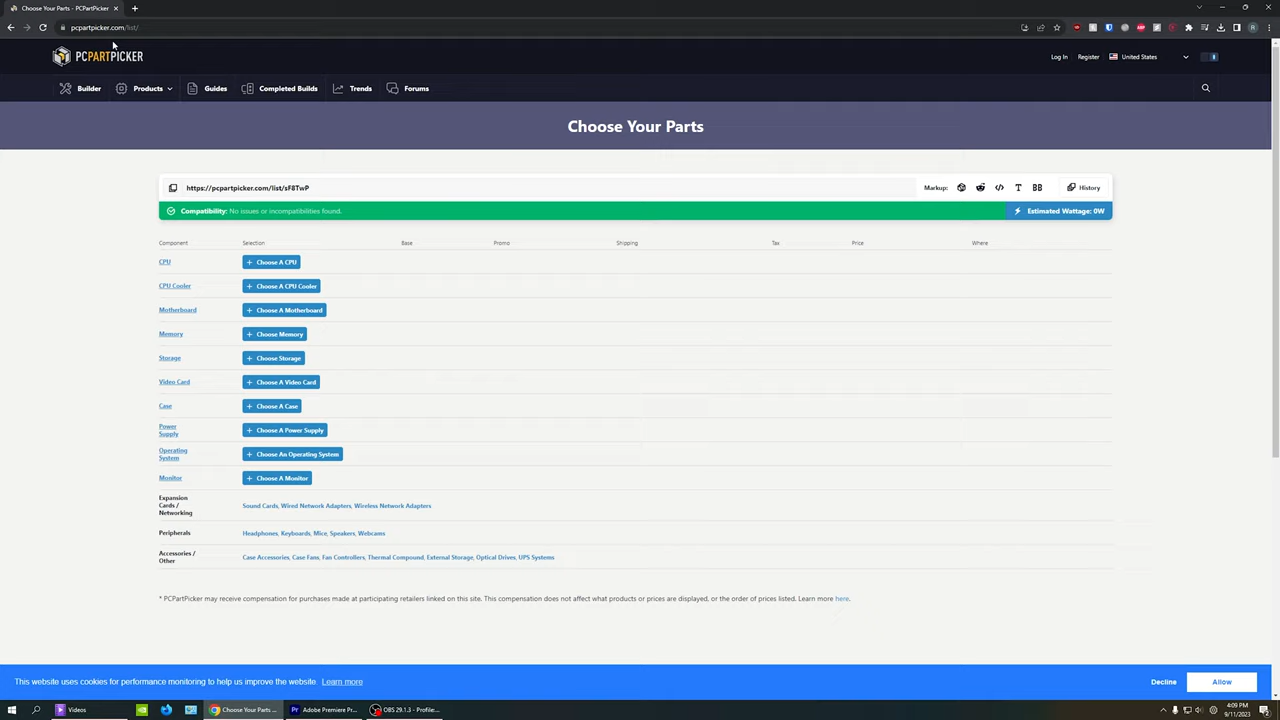 Choose Your Parts - PCPartPicker
pcpartpicker.com/list/
PCPARTPICKER
Log In
Register
United States
Builder
Products
Guides
Completed Builds
Trends
Forums
Choose Your Parts
https://pcpartpicker.com/list/sF8TwP
Markup:
T
BB
History
Compatibility: No issues or incompatibilities found.
Estimated Wattage: 0W
Component Selection Base Promo Shipping Tax Price Where
CPU + Choose A CPU
CPU Cooler + Choose A CPU Cooler
Motherboard + Choose A Motherboard
Memory + Choose Memory
Storage + Choose Storage
Video Card + Choose A Video Card
Case + Choose A Case
Power
Supply
+ Choose A Power Supply
Operating
System
+ Choose An Operating System
Monitor + Choose A Monitor
Expansion
Cards /
Networking
Sound Cards, Wired Network Adapters, Wireless Network Adapters
Peripherals Headphones, Keyboards, Mice, Speakers, Webcams
Accessories /
Other
Case Accessories, Case Fans, Fan Controllers, Thermal Compound, External Storage, Optical Drives, UPS Systems
* PCPartPicker may receive compensation for purchases made at participating retailers linked on this site. This compensation does not affect what products or prices are displayed, or the order of prices listed. Learn more here.
This website uses cookies for performance monitoring to help us improve the website. Learn more
Decline
Allow
Videos
Choose Your Parts ...
Adobe Premiere Pr...
OBS 29.1.3 - Profile...
4:09 PM
9/11/2023